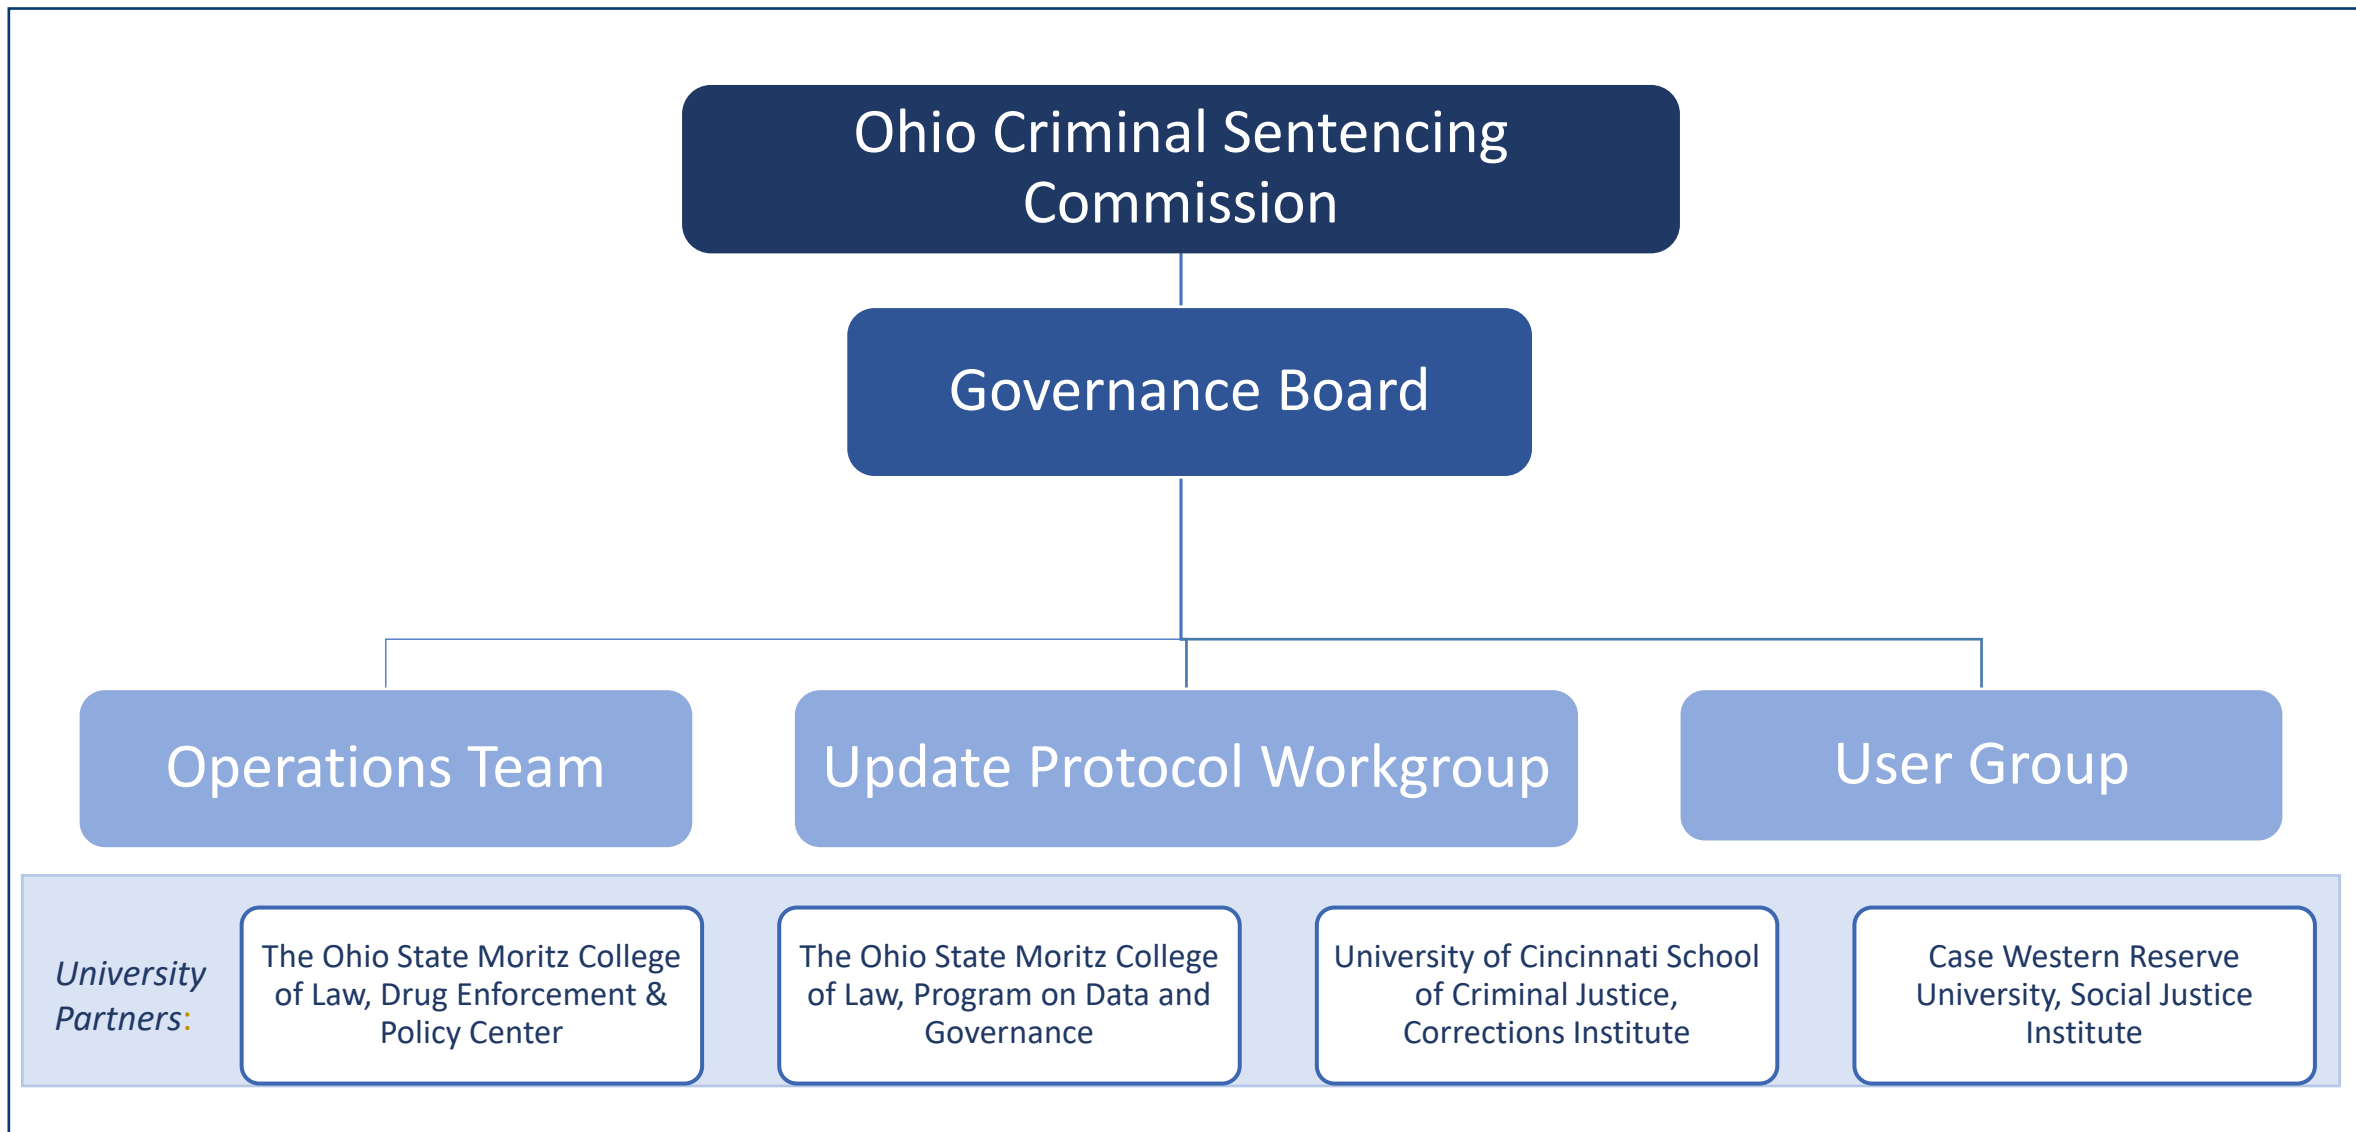 Ohio Criminal Sentencing
Commission
Governance Board
Operations Team
Update Protocol Workgroup
User Group
University
Partners:
The Ohio State Moritz College
of Law, Drug Enforcement &
Policy Center
The Ohio State Moritz College
of Law, Program on Data and
Governance
University of Cincinnati School
of Criminal Justice,
Corrections Institute
Case Western Reserve
University, Social Justice
Institute